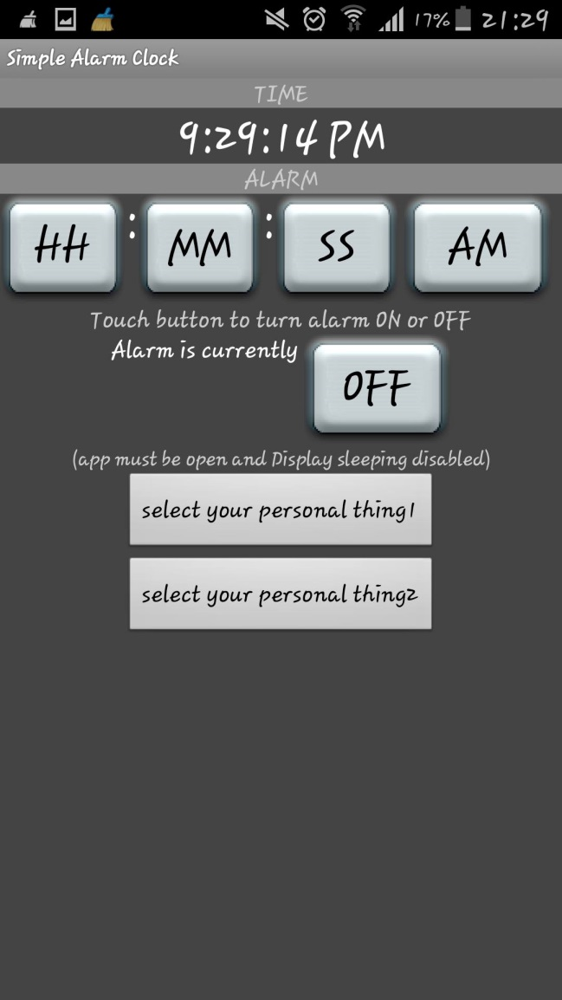 17% 21:29
Simple Alarm Clock
TIME
9:29:14 PM
ALARM
HH : MM : SS AM
Touch button to turn alarm ON or OFF
Alarm is currently OFF
(app must be open and Display sleeping disabled)
select your personal thing1
select your personal thing2